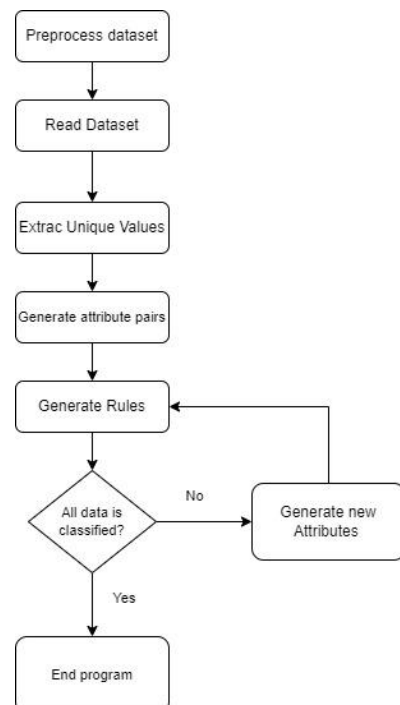 Preprocess dataset
Read Dataset
Extrac Unique Values
Generate attribute pairs
Generate Rules
All data is
classified?
No
Generate new
Attributes
Yes
End program